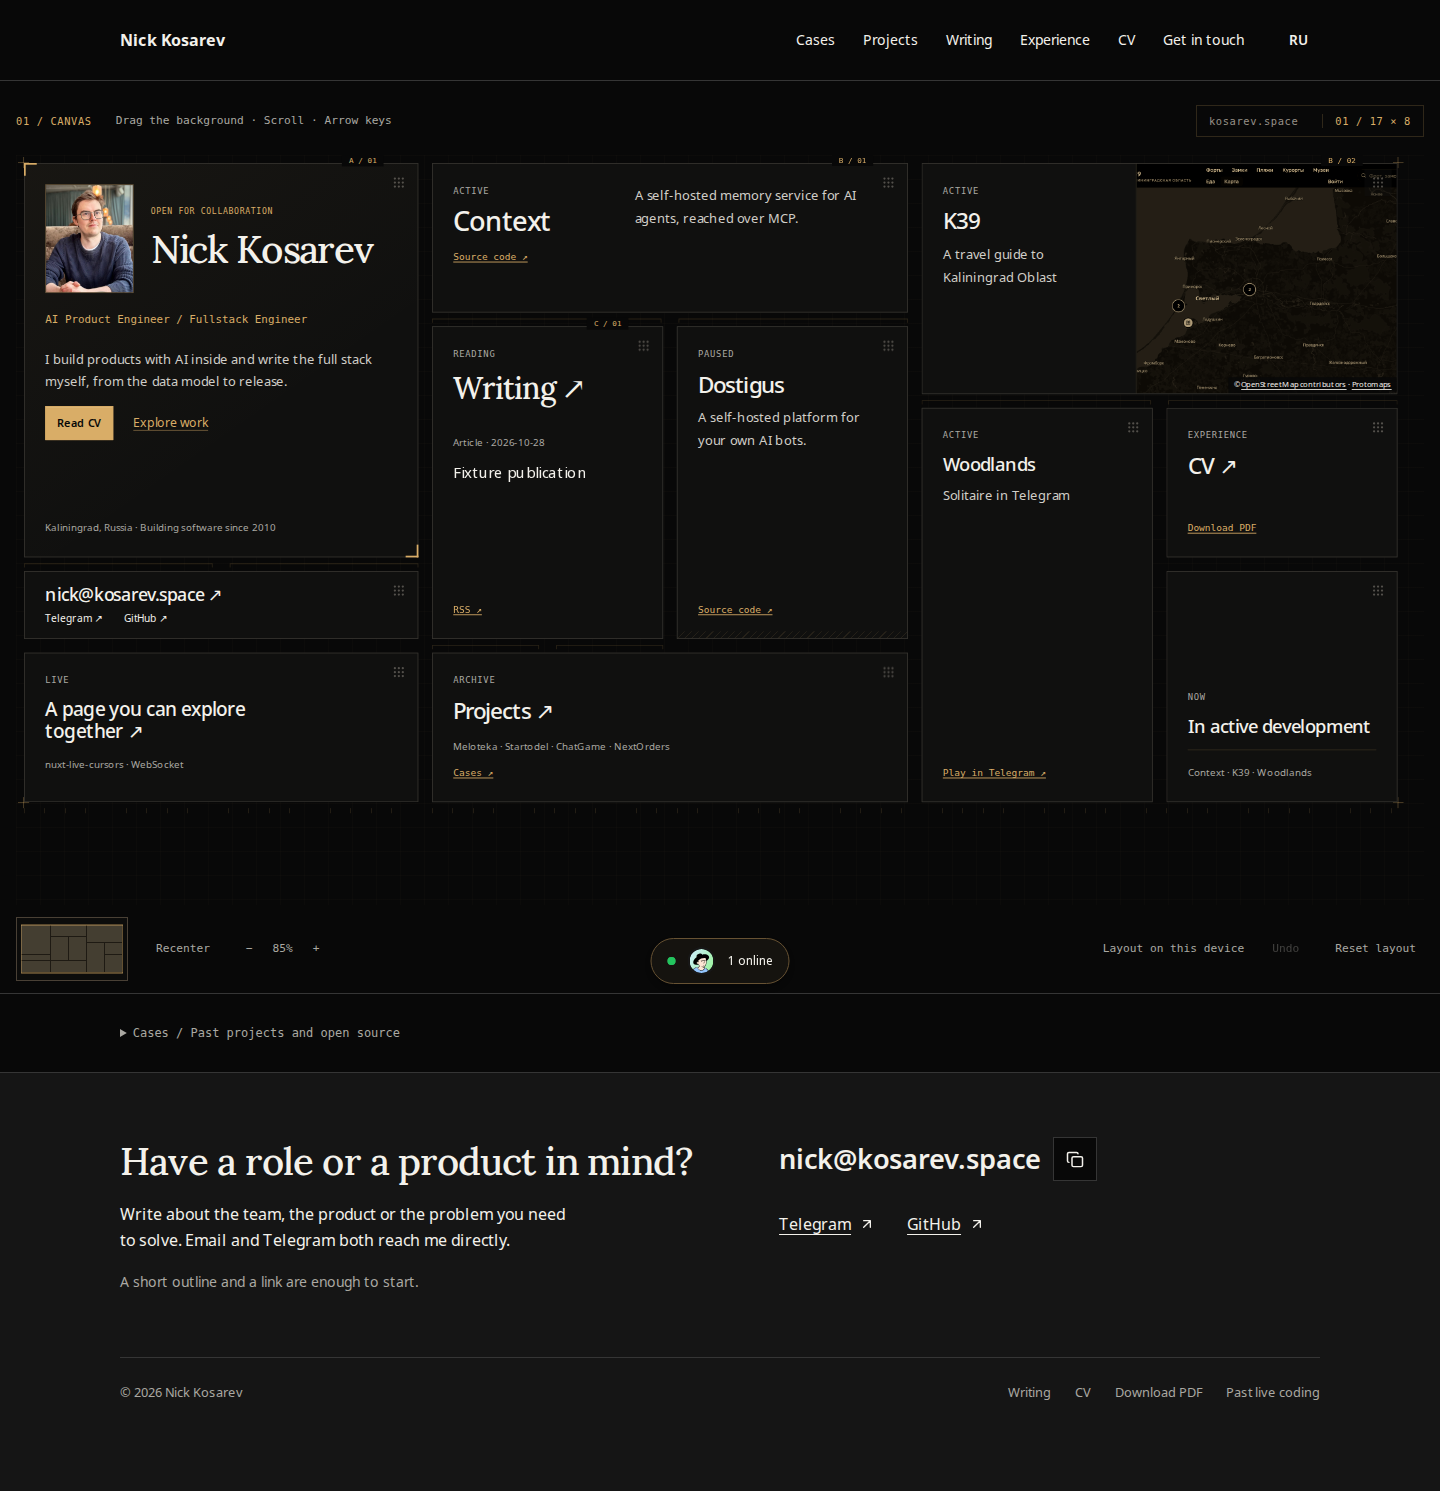 Nick Kosarev
Cases Projects Writing Experience CV Get in touch RU
01 / CANVAS Drag the background · Scroll · Arrow keys
kosarev.space 01 / 17 × 8
A / 01
OPEN FOR COLLABORATION
Nick Kosarev
AI Product Engineer / Fullstack Engineer
I build products with AI inside and write the full stack
myself, from the data model to release.
Read CV Explore work
Kaliningrad, Russia · Building software since 2010
nick@kosarev.space ↗
Telegram ↗ GitHub ↗
LIVE
A page you can explore
together ↗
nuxt-live-cursors · WebSocket
B / 01
ACTIVE
Context
Source code ↗
A self-hosted memory service for AI
agents, reached over MCP.
C / 01
READING
Writing ↗
Article · 2026-10-28
Fixture publication
RSS ↗
PAUSED
Dostigus
A self-hosted platform for
your own AI bots.
Source code ↗
ARCHIVE
Projects ↗
Meloteka · Startodel · ChatGame · NextOrders
Cases ↗
B / 02
ACTIVE
K39
A travel guide to
Kaliningrad Oblast
Форты Замки Пляжи Курорты Музеи
Еда Карта Войти
Светлый
© OpenStreetMap contributors · Protomaps
ACTIVE
Woodlands
Solitaire in Telegram
Play in Telegram ↗
EXPERIENCE
CV ↗
Download PDF
NOW
In active development
Context · K39 · Woodlands
Recenter − 85% +
1 online
Layout on this device Undo Reset layout
Cases / Past projects and open source
Have a role or a product in mind?
Write about the team, the product or the problem you need
to solve. Email and Telegram both reach me directly.
A short outline and a link are enough to start.
nick@kosarev.space
Telegram GitHub
© 2026 Nick Kosarev
Writing CV Download PDF Past live coding